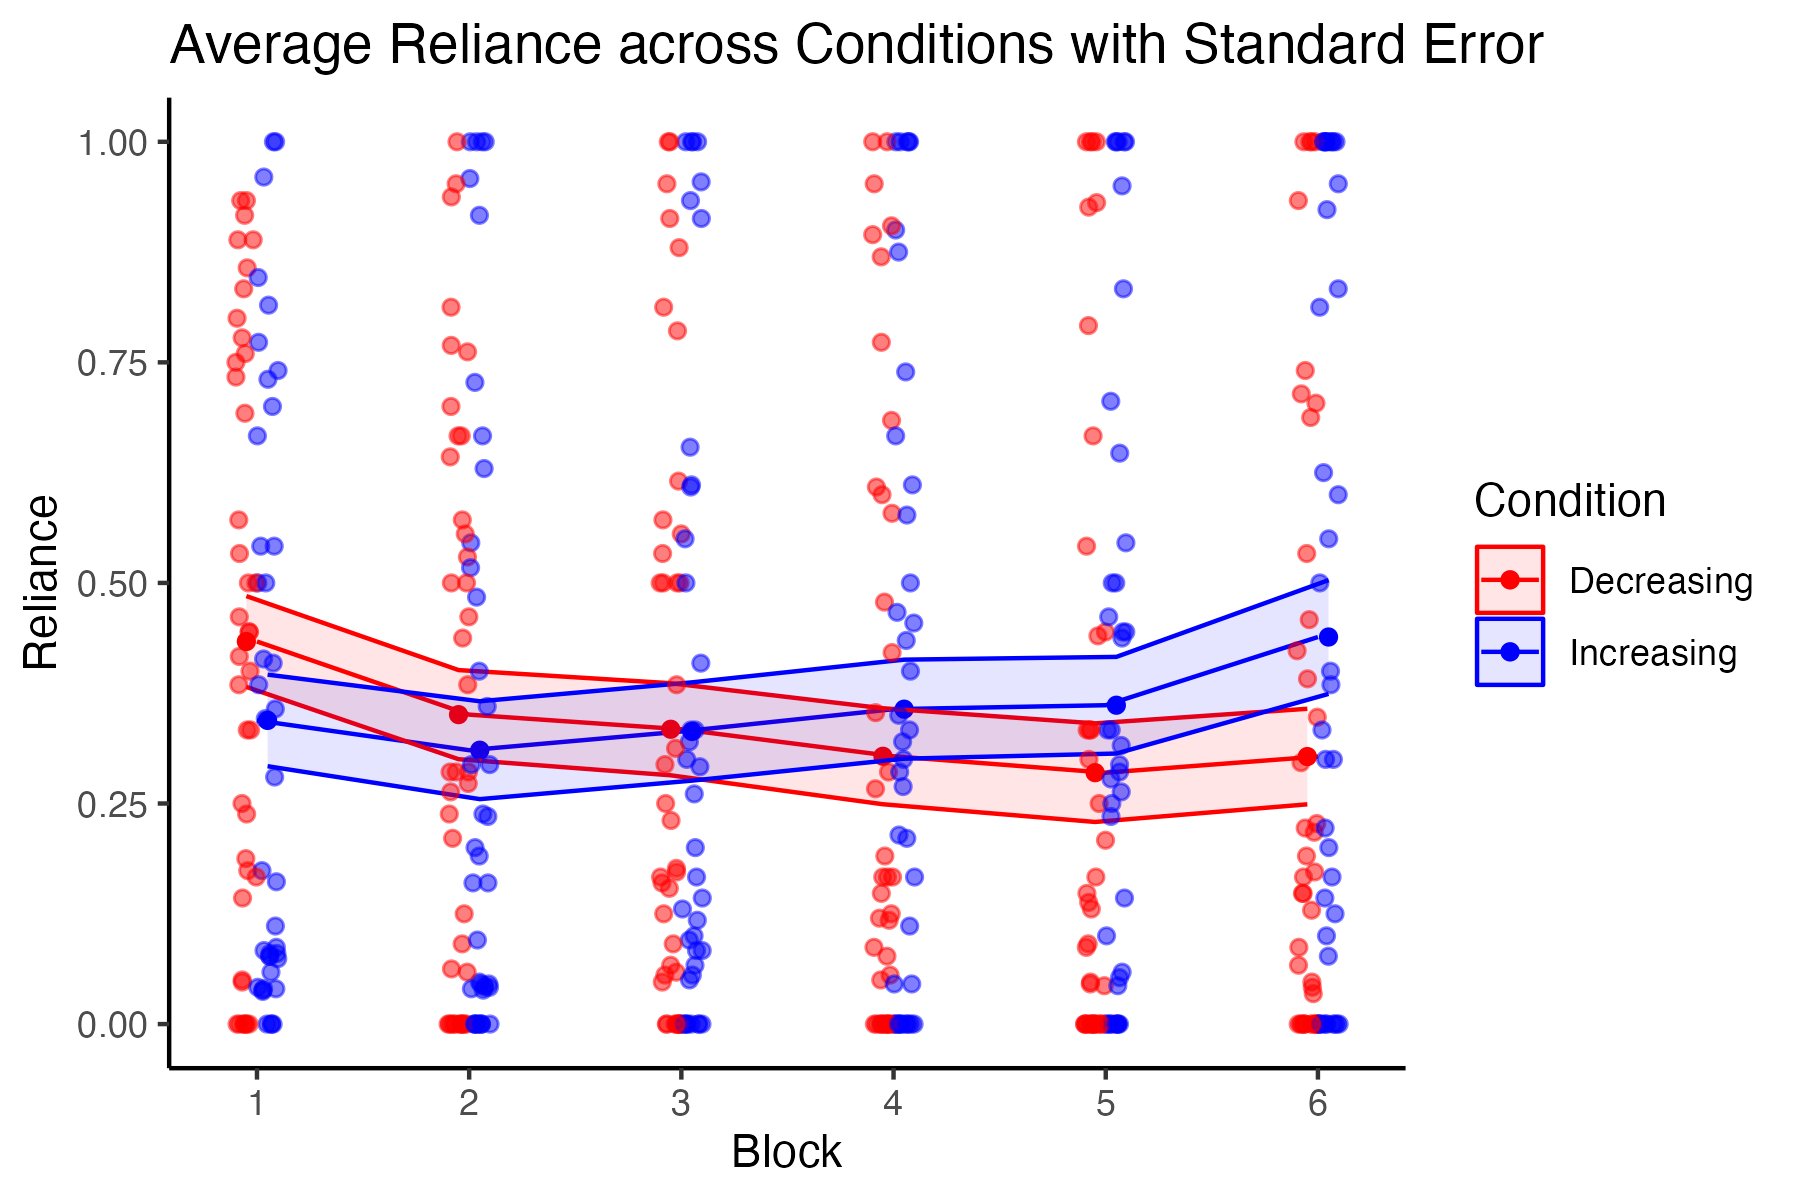 Average Reliance across Conditions with Standard Error
1.00
0.75
0.50
0.25
0.00
Reliance
1 2 3 4 5 6
Block
Condition
Decreasing
Increasing